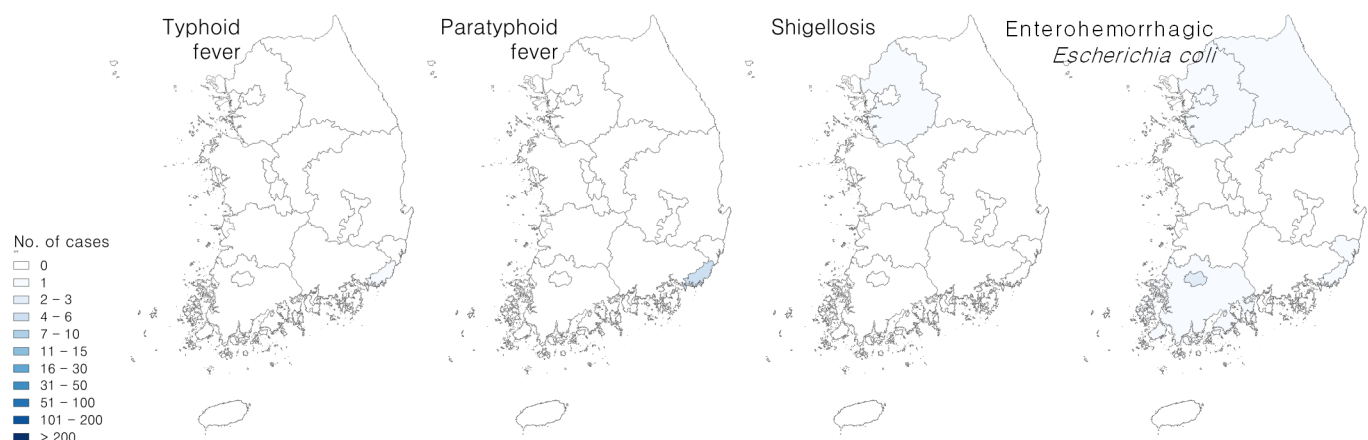 Typhoid
fever
Paratyphoid
fever
Shigellosis
Enterohemorrhagic
Escherichia coli
No. of cases
0
1
2 – 3
4 – 6
7 – 10
11 – 15
16 – 30
31 – 50
51 – 100
101 – 200
> 200